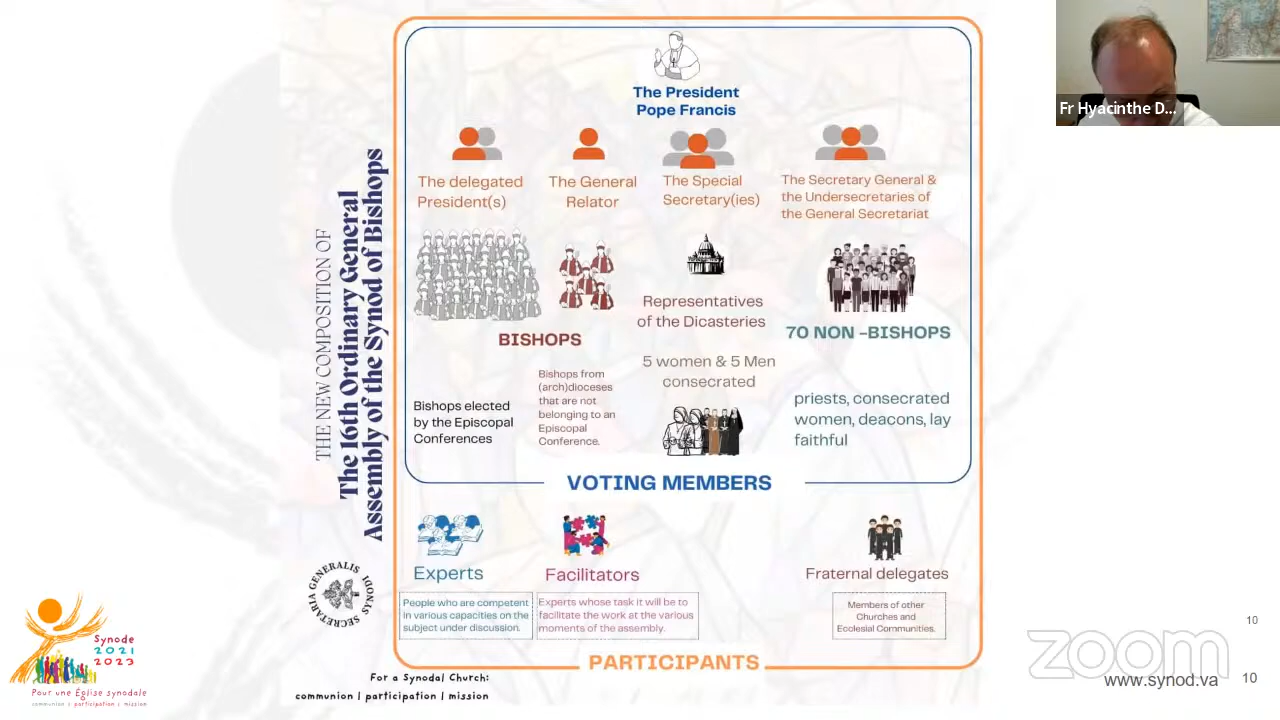 THE NEW COMPOSITION OF
The 16th Ordinary General
Assembly of the Synod of Bishops
The President
Pope Francis
The delegated
President(s)
The General
Relator
The Special
Secretary(ies)
The Secretary General &
the Undersecretaries of
the General Secretariat
BISHOPS
Bishops elected
by the Episcopal
Conferences
Bishops from
(arch)dioceses
that are not
belonging to an
Episcopal
Conference.
Representatives
of the Dicasteries
5 women & 5 Men
consecrated
70 NON –BISHOPS
priests, consecrated
women, deacons, lay
faithful
VOTING MEMBERS
Experts
People who are competent
in various capacities on the
subject under discussion.
Facilitators
Experts whose task it will be to
facilitate the work at the various
moments of the assembly.
Fraternal delegates
Members of other
Churches and
Ecclesial Communities.
PARTICIPANTS
SECRETARIA GENERALIS
For a Synodal Church:
communion | participation | mission
Synode
2021
2023
Pour une Église synodale
communion | participation | mission
Fr Hyacinthe D...
10
zoom
www.synod.va
10